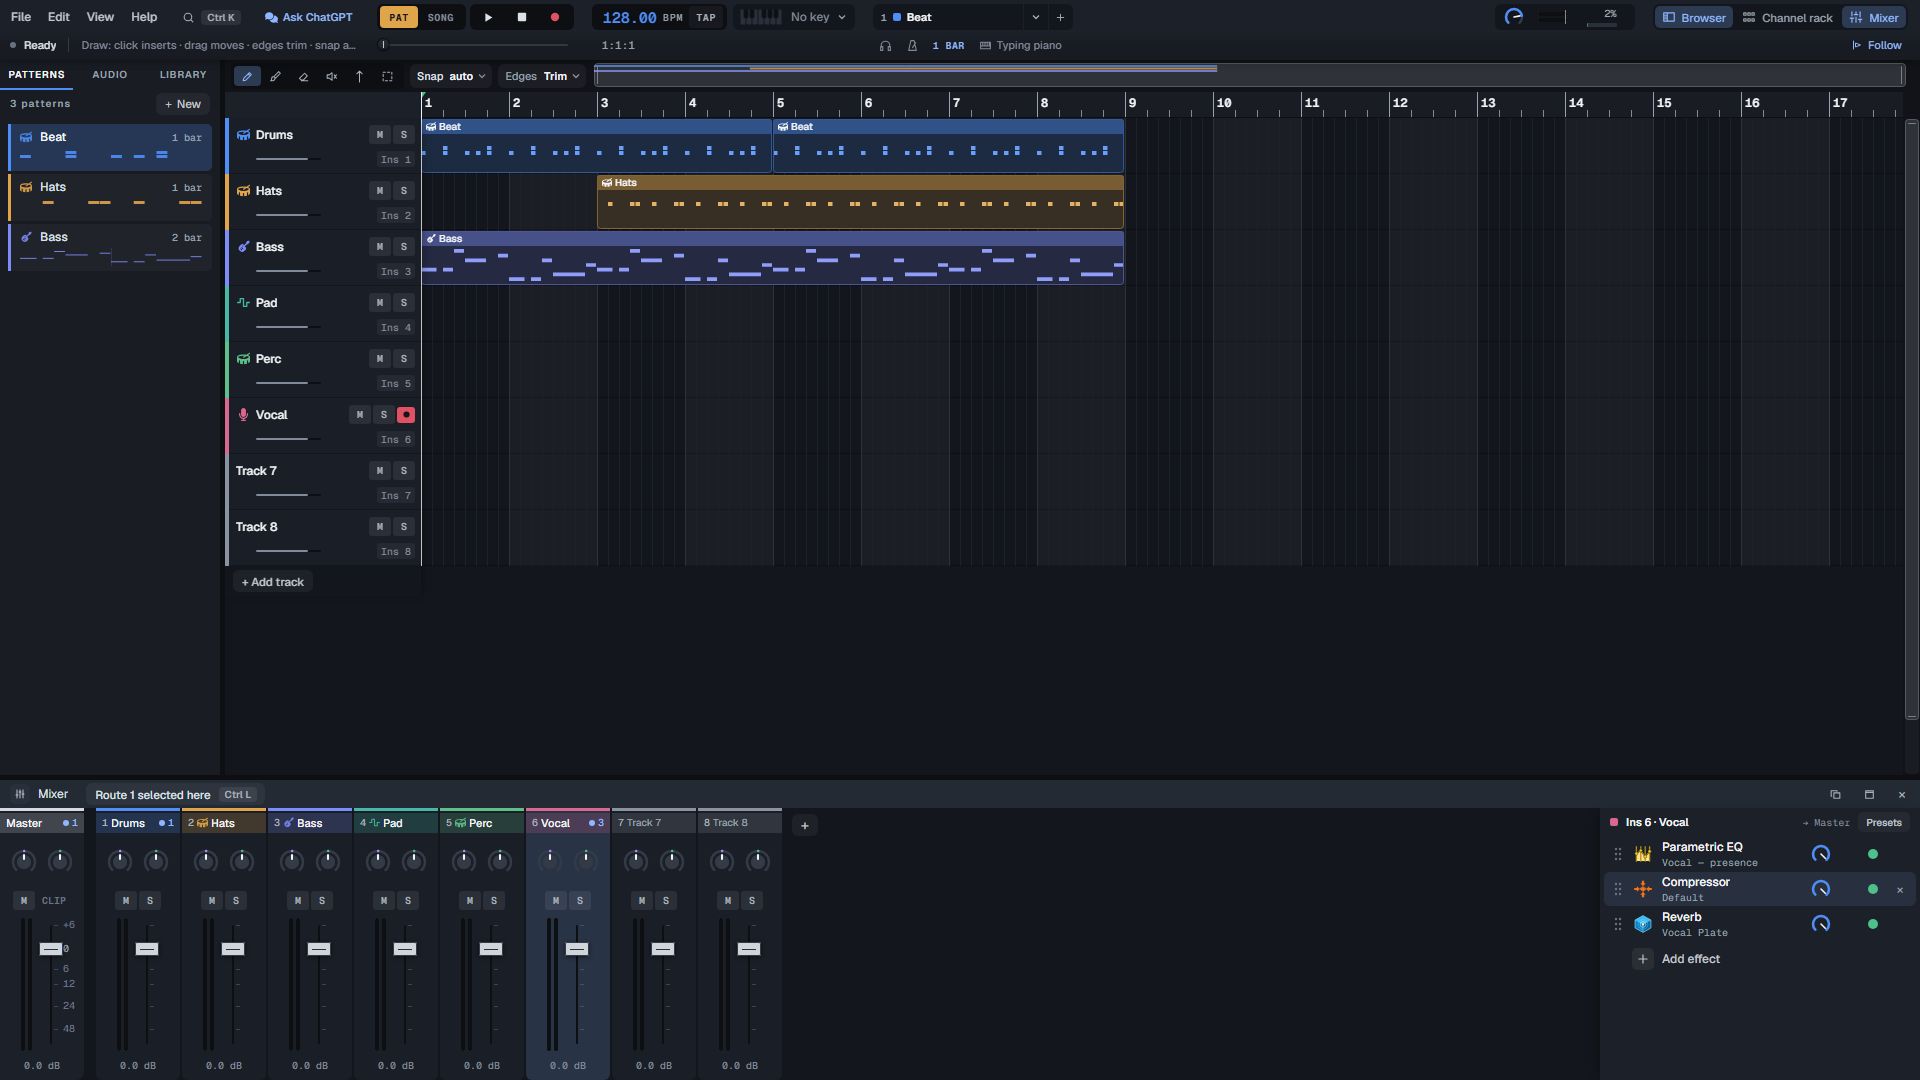 File Edit View Help Ctrl K Ask ChatGPT PAT SONG 128.00 BPM TAP No key 1 Beat 2% Browser Channel rack Mixer
Ready Draw: click inserts · drag moves · edges trim · snap a... 1:1:1 1 BAR Typing piano Follow
PATTERNS AUDIO LIBRARY Snap auto Edges Trim
3 patterns + New
1 2 3 4 5 6 7 8 9 10 11 12 13 14 15 16 17
Beat 1 bar
Hats 1 bar
Bass 2 bar
Drums M S Beat Beat
Ins 1
Hats M S Hats
Ins 2
Bass M S Bass
Ins 3
Pad M S
Ins 4
Perc M S
Ins 5
Vocal M S
Ins 6
Track 7 M S
Ins 7
Track 8 M S
Ins 8
+ Add track
Mixer Route 1 selected here Ctrl L
Master 1 1 Drums 1 2 Hats 3 Bass 4 Pad 5 Perc 6 Vocal 3 7 Track 7 8 Track 8 +
M CLIP M S M S M S M S M S M S M S M S
+6
0
6
12
24
48
0.0 dB 0.0 dB 0.0 dB 0.0 dB 0.0 dB 0.0 dB 0.0 dB 0.0 dB 0.0 dB
Ins 6 · Vocal → Master Presets
Parametric EQ
Vocal — presence
Compressor
Default
Reverb
Vocal Plate
+ Add effect